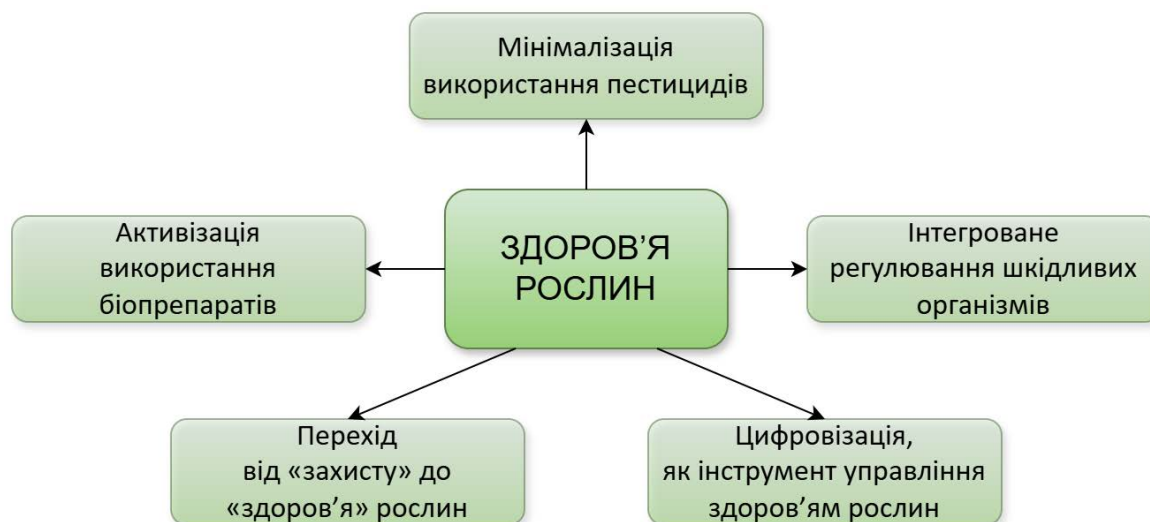 Мінімалізація
використання пестицидів
Активізація
використання
біопрепаратів
ЗДОРОВ’Я
РОСЛИН
Інтегроване
регулювання шкідливих
організмів
Перехід
від «захисту» до
«здоров’я» рослин
Цифровізація,
як інструмент управління
здоров’ям рослин